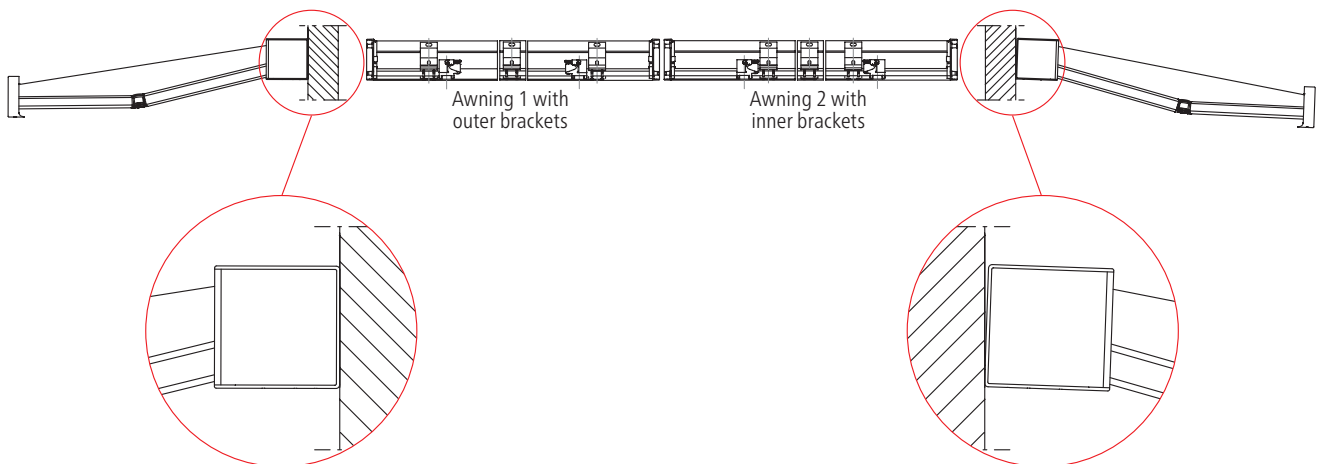 Awning 1 with
outer brackets
Awning 2 with
inner brackets